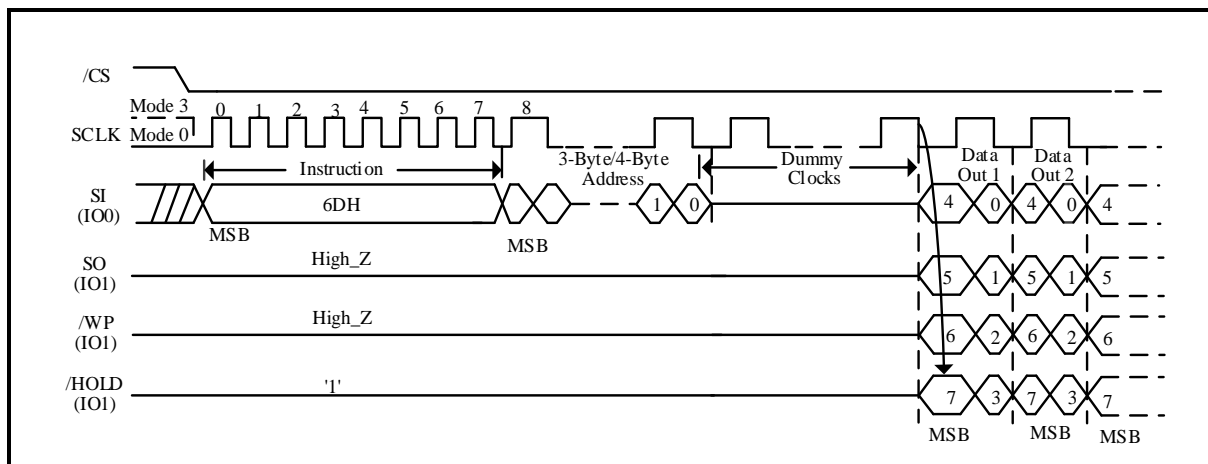 /CS
Mode 3 0 1 2 3 4 5 6 7 8
SCLK Mode 0
Instruction 3-Byte/4-Byte Address Dummy Clocks Data Out 1 Data Out 2
SI (IO0) 6DH 1 0 4 0 4 0 4
MSB MSB
SO (IO1) High_Z 5 1 5 1 5
/WP (IO1) High_Z 6 2 6 2 6
/HOLD (IO1) '1' 7 3 7 3 7
MSB MSB MSB